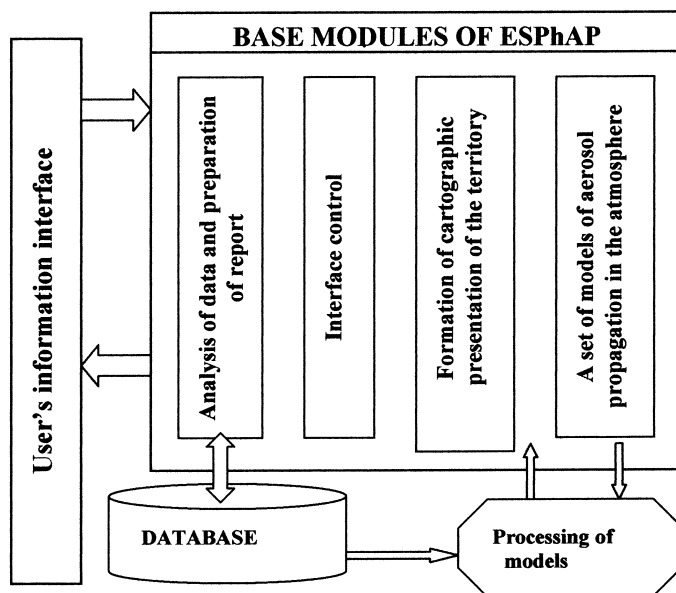 BASE MODULES OF ESPhAP
User's information interface
Analysis of data and preparation
of report
Interface control
Formation of cartographic
presentation of the territory
A set of models of aerosol
propagation in the atmosphere
DATABASE
Processing of
models